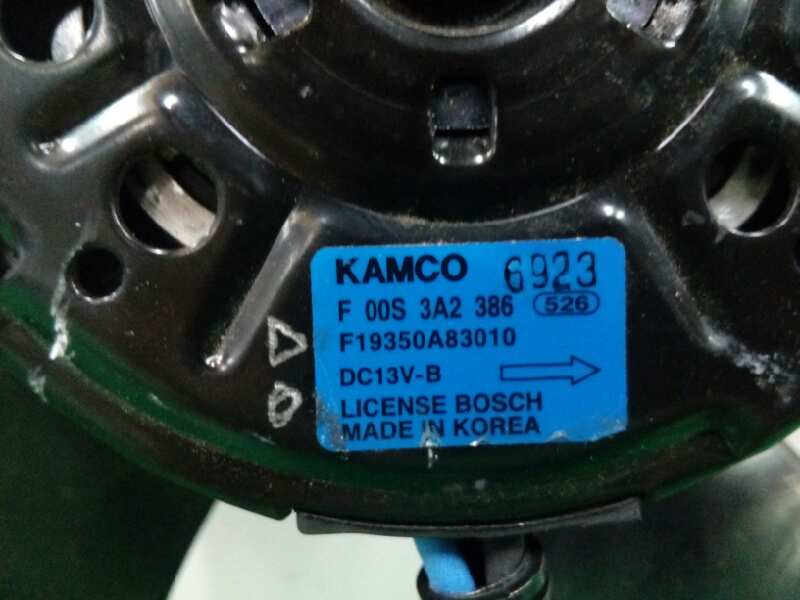 KAMCO 6923
F 00S 3A2 386 526
F19350A83010
DC13V-B
LICENSE BOSCH
MADE IN KOREA